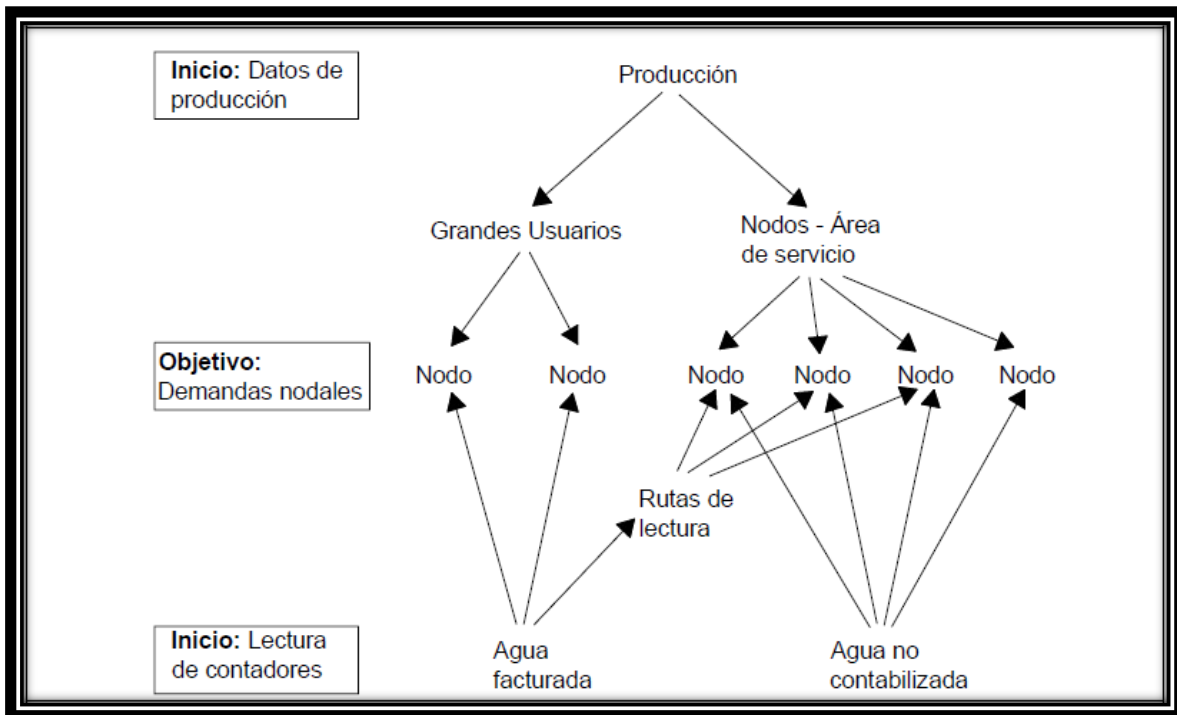 Inicio: Datos de
producción
Producción
Grandes Usuarios
Nodos - Área
de servicio
Objetivo:
Demandas nodales
Nodo
Nodo
Nodo
Nodo
Nodo
Nodo
Rutas de
lectura
Inicio: Lectura
de contadores
Agua
facturada
Agua no
contabilizada